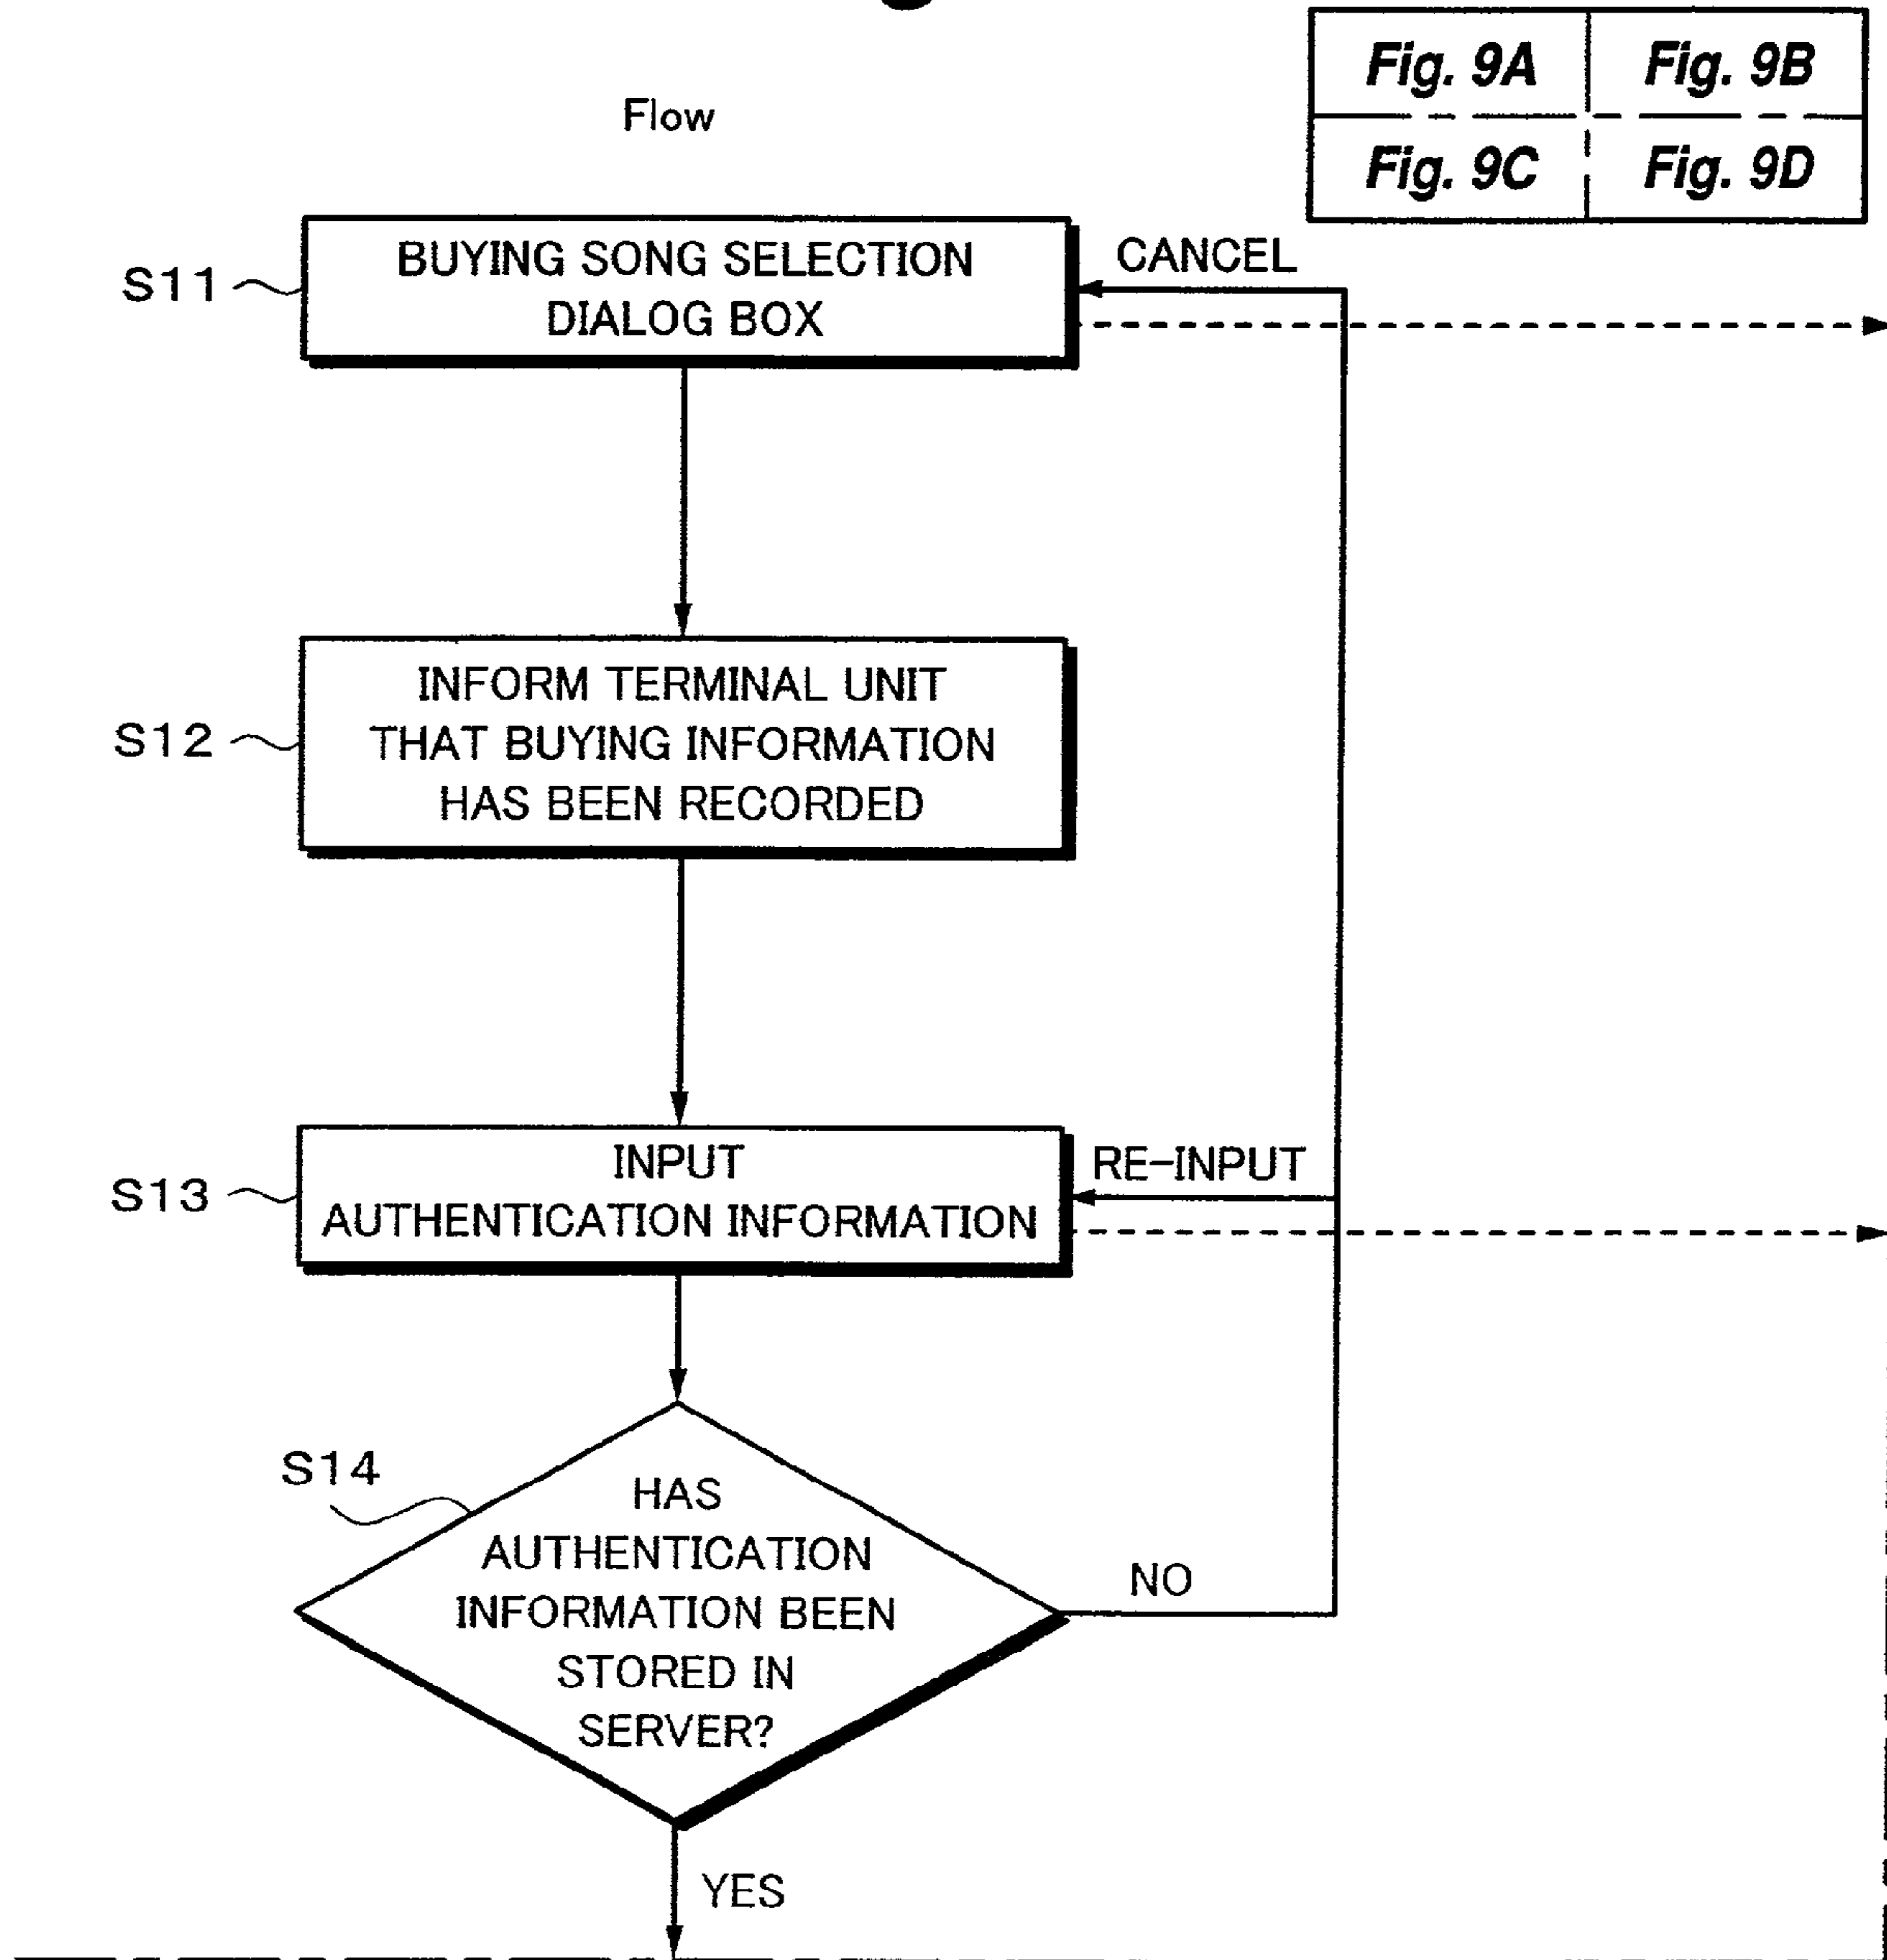 Fig. 9A
Fig. 9B
Fig. 9C
Fig. 9D
Flow
S11
BUYING SONG SELECTION
DIALOG BOX
CANCEL
S12
INFORM TERMINAL UNIT
THAT BUYING INFORMATION
HAS BEEN RECORDED
S13
INPUT
AUTHENTICATION INFORMATION
RE-INPUT
S14
HAS
AUTHENTICATION
INFORMATION BEEN
STORED IN
SERVER?
NO
YES